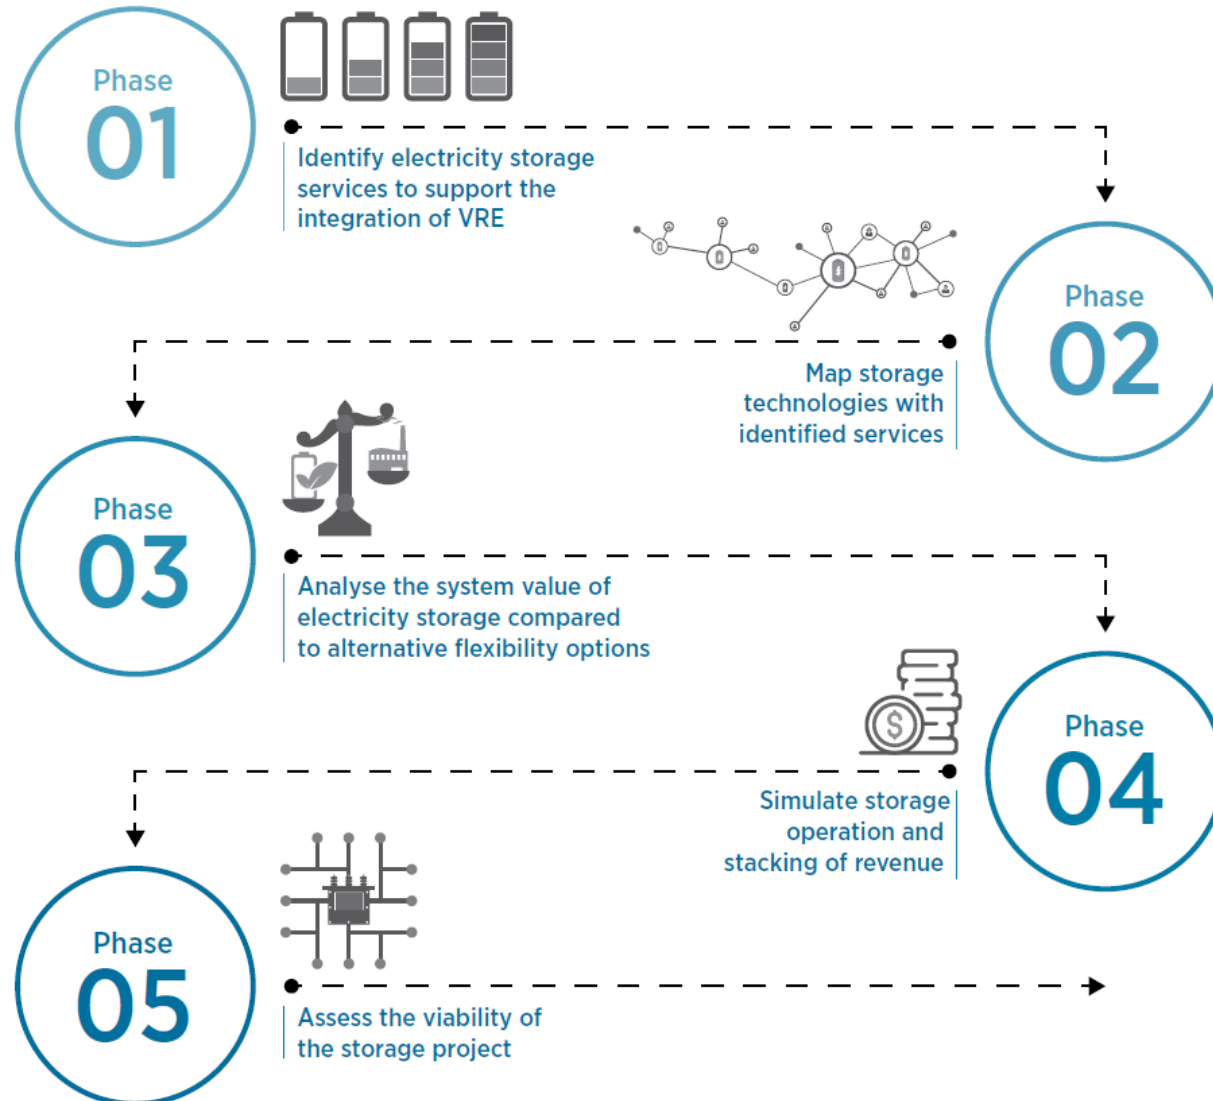 Phase
01
Identify electricity storage
services to support the
integration of VRE
Phase
02
Map storage
technologies with
identified services
Phase
03
Analyse the system value of
electricity storage compared
to alternative flexibility options
$
Phase
04
Simulate storage
operation and
stacking of revenue
Phase
05
Assess the viability of
the storage project